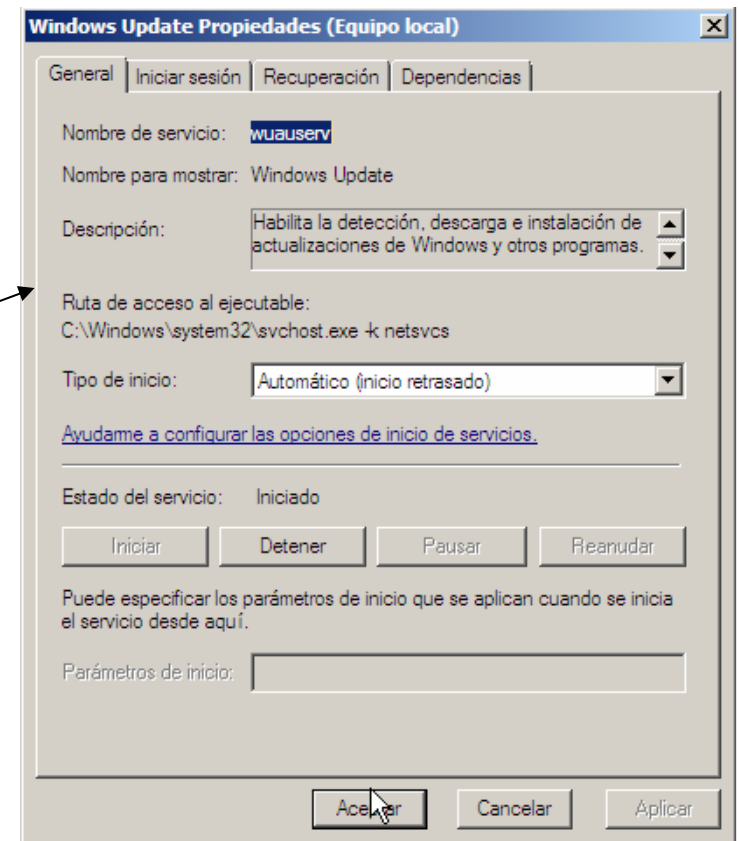 Windows Update Propiedades (Equipo local)
General Iniciar sesión Recuperación Dependencias
Nombre de servicio: wuauserv
Nombre para mostrar: Windows Update
Descripción: Habilita la detección, descarga e instalación de
actualizaciones de Windows y otros programas.
Ruta de acceso al ejecutable:
C:\Windows\system32\svchost.exe -k netsvcs
Tipo de inicio: Automático (inicio retrasado)
Ayudarme a configurar las opciones de inicio de servicios.
Estado del servicio: Iniciado
Iniciar Detener Pausar Reanudar
Puede especificar los parámetros de inicio que se aplican cuando se inicia
el servicio desde aquí.
Parámetros de inicio:
Aceptar Cancelar Aplicar